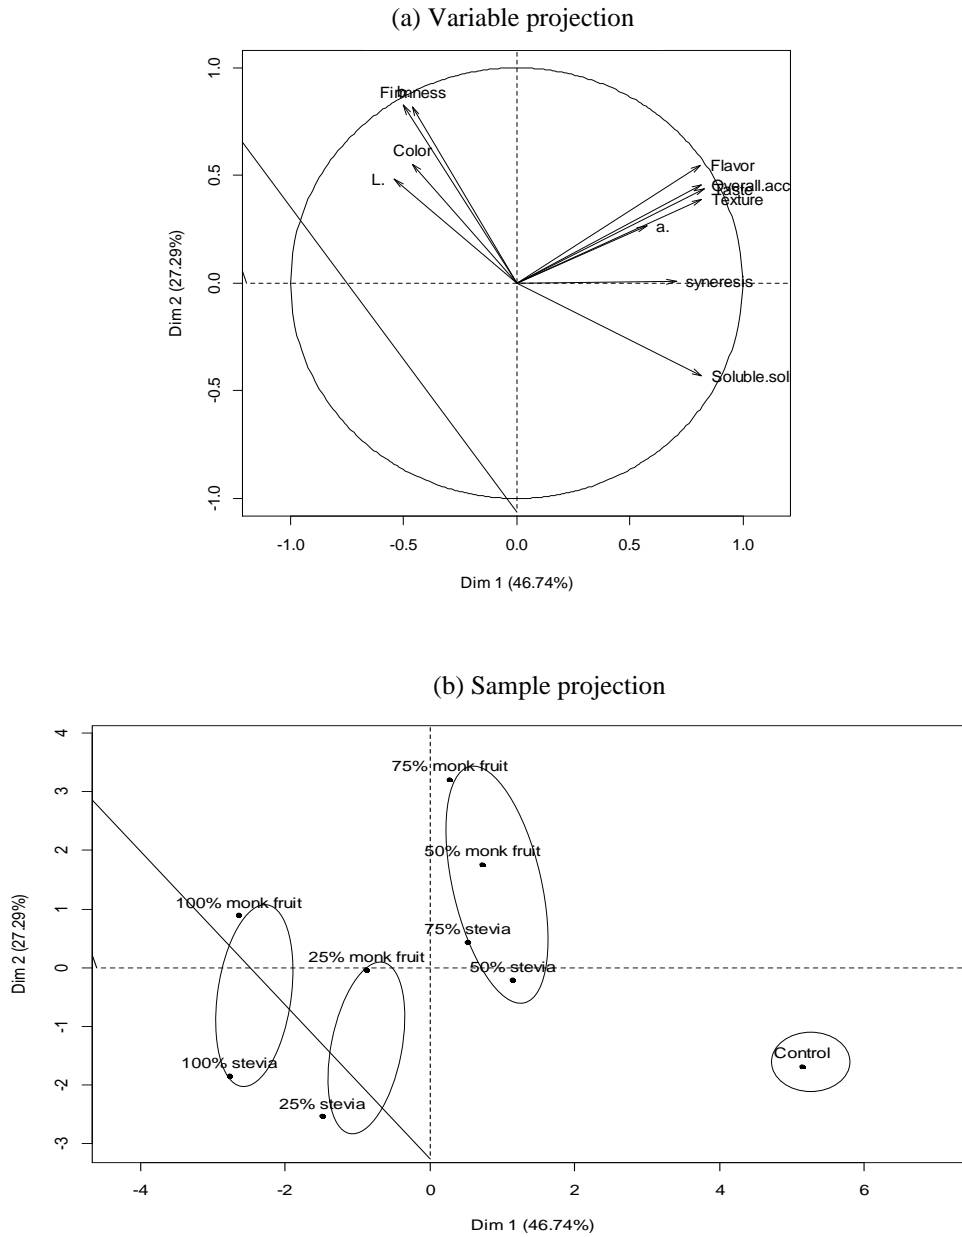 (a) Variable projection
1.0
Firmness
Color
Flavor
Overall.acc
Taste
0.5
L.
Texture
a.
Dim 2 (27.29%)
0.0
syneresis
-0.5
Soluble.sol
-1.0
-1.0 -0.5 0.0 0.5 1.0
Dim 1 (46.74%)
(b) Sample projection
4
75% monk fruit
3
2
50% monk fruit
1
100% monk fruit
75% stevia
25% monk fruit
50% stevia
Dim 2 (27.29%)
0
-1
Control
100% stevia
-2
25% stevia
-3
-4 -2 0 2 4 6
Dim 1 (46.74%)